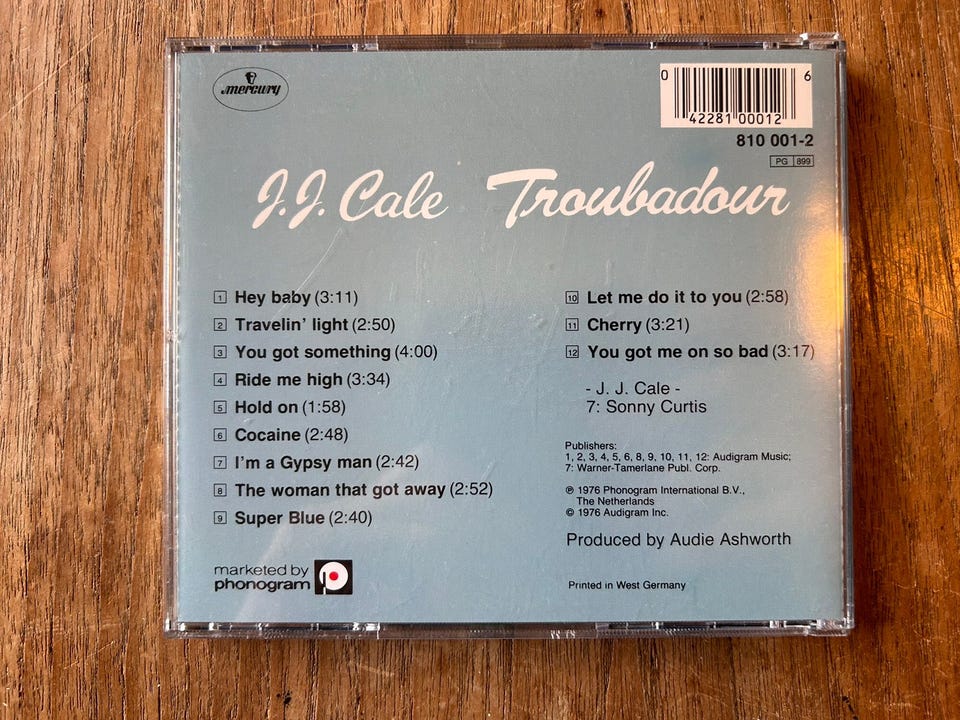 mercury
0 42281 00012 6
810 001-2
PG 899
J.J. Cale Troubadour
1 Hey baby (3:11)
2 Travelin' light (2:50)
3 You got something (4:00)
4 Ride me high (3:34)
5 Hold on (1:58)
6 Cocaine (2:48)
7 I'm a Gypsy man (2:42)
8 The woman that got away (2:52)
9 Super Blue (2:40)
10 Let me do it to you (2:58)
11 Cherry (3:21)
12 You got me on so bad (3:17)
- J. J. Cale -
7: Sonny Curtis
Publishers:
1, 2, 3, 4, 5, 6, 8, 9, 10, 11, 12: Audigram Music;
7: Warner-Tamerlane Publ. Corp.
℗ 1976 Phonogram International B.V.,
The Netherlands
© 1976 Audigram Inc.
Produced by Audie Ashworth
marketed by
phonogram
Printed in West Germany